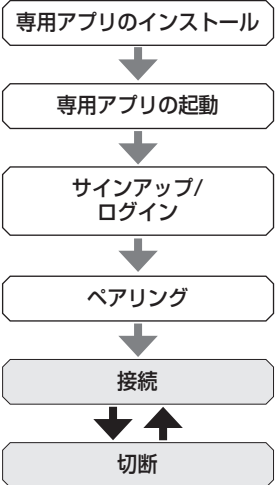 専用アプリのインストール
専用アプリの起動
サインアップ/
ログイン
ペアリング
接続
切断